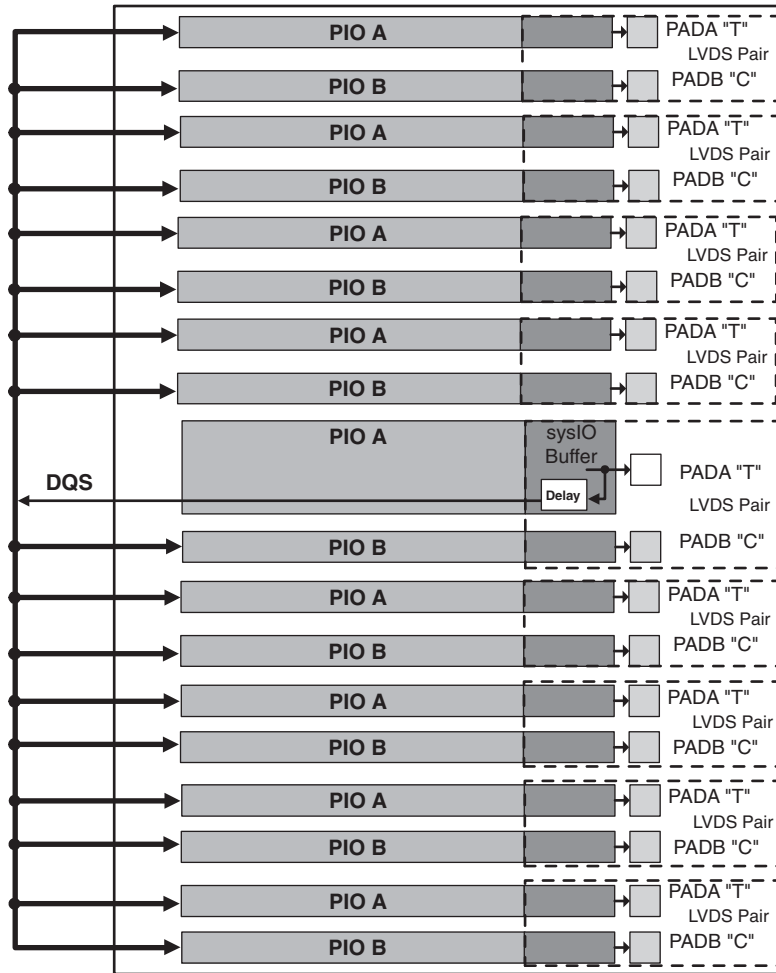 PIO A
PADA "T"
LVDS Pair
PIO B
PADB "C"
PIO A
PADA "T"
LVDS Pair
PIO B
PADB "C"
PIO A
PADA "T"
LVDS Pair
PIO B
PADB "C"
PIO A
PADA "T"
LVDS Pair
PIO B
PADB "C"
PIO A
sysIO
Buffer
PADA "T"
DQS
Delay
LVDS Pair
PIO B
PADB "C"
PIO A
PADA "T"
LVDS Pair
PIO B
PADB "C"
PIO A
PADA "T"
LVDS Pair
PIO B
PADB "C"
PIO A
PADA "T"
LVDS Pair
PIO B
PADB "C"
PIO A
PADA "T"
LVDS Pair
PIO B
PADB "C"